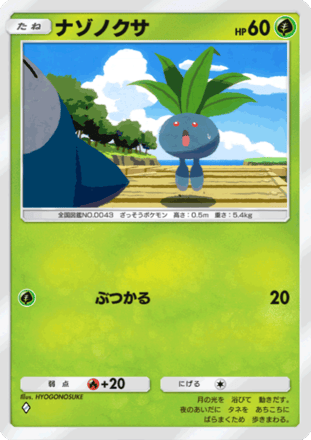 たね ナゾノクサ HP60
全国図鑑NO.0043 ざっそうポケモン 高さ:0.5m 重さ:5.4kg
ぶつかる 20
弱点 +20 にげる
Illus. HYOGONOSUKE
月の光を 浴びて 動きだす。
夜のあいだに タネを あちこちに
ばらまくため 歩きまわる。